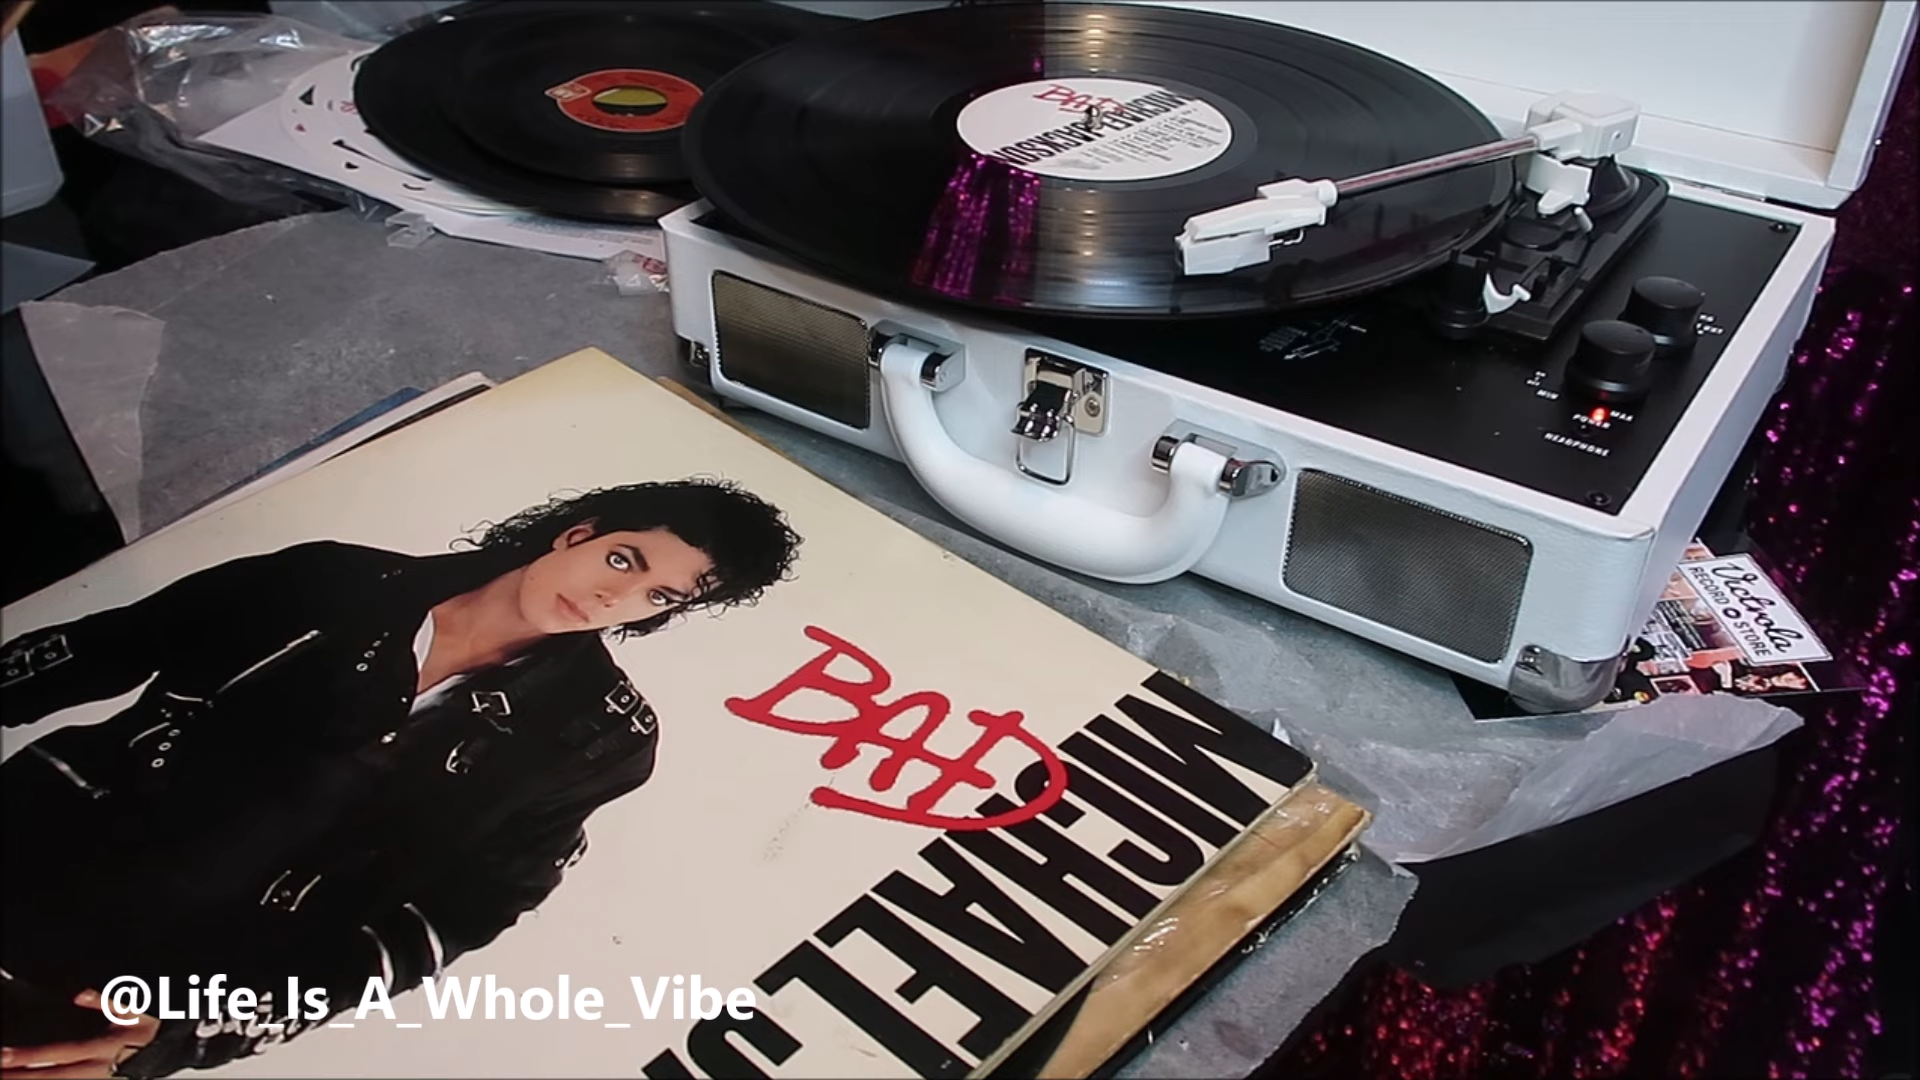 BAD
MICHAEL JACKSON
MIN
MAX
POWER
HEADPHONE
Victrola
RECORD STORE
BAD
MICHAEL J
@Life_Is_A_Whole_Vibe